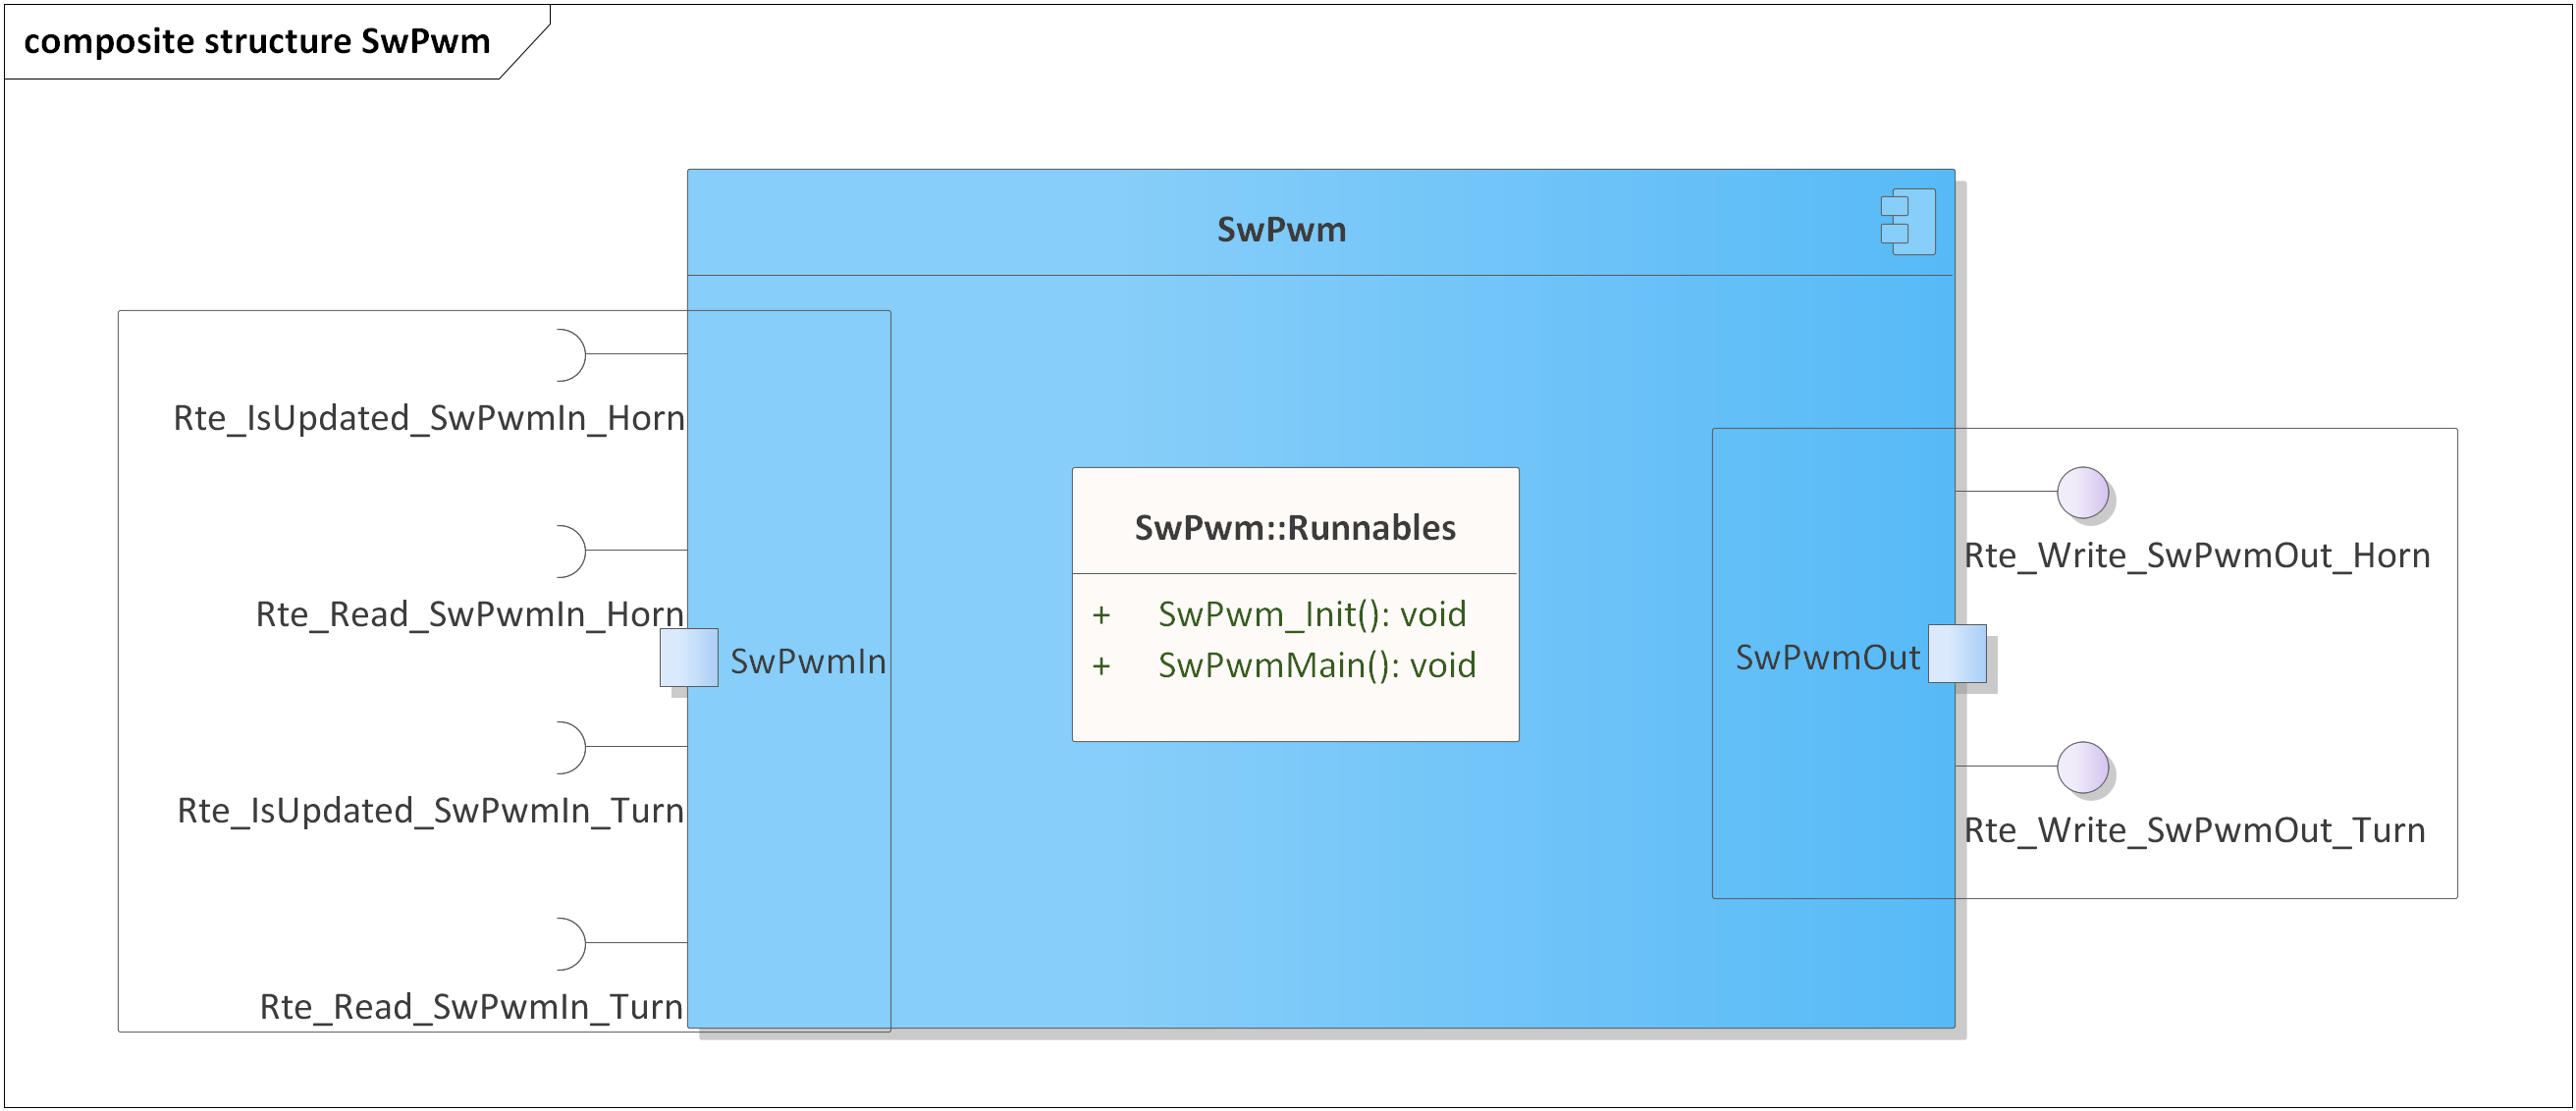 composite structure SwPwm
SwPwm
Rte_IsUpdated_SwPwmIn_Horn
Rte_Read_SwPwmIn_Horn
SwPwmIn
Rte_IsUpdated_SwPwmIn_Turn
Rte_Read_SwPwmIn_Turn
SwPwm::Runnables
+ SwPwm_Init(): void
+ SwPwmMain(): void
Rte_Write_SwPwmOut_Horn
SwPwmOut
Rte_Write_SwPwmOut_Turn